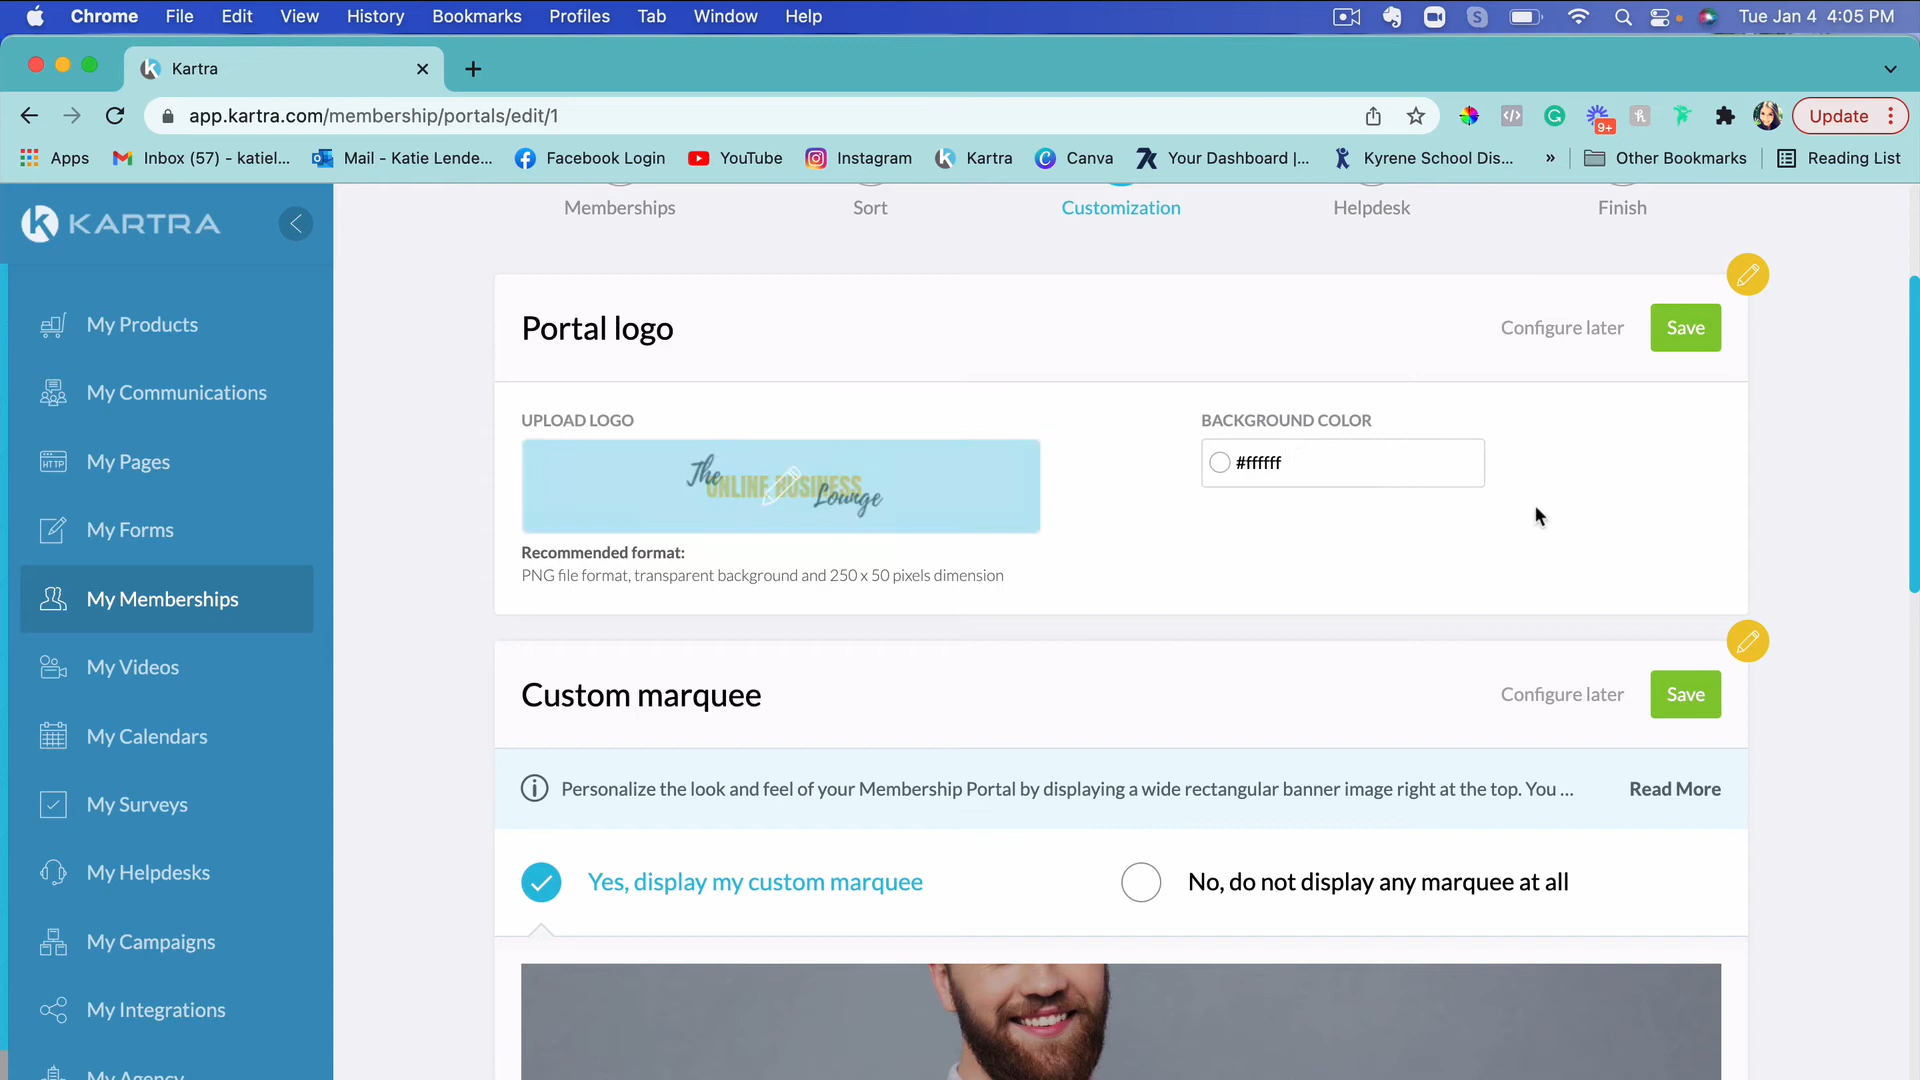 Chrome File Edit View History Bookmarks Profiles Tab Window Help Tue Jan 4 4:05 PM
Kartra
app.kartra.com/membership/portals/edit/1 9+ Update
Apps Inbox (57) - katiel... Mail - Katie Lende... Facebook Login YouTube Instagram Kartra Canva Your Dashboard |... Kyrene School Dis... » Other Bookmarks Reading List
KARTRA
Memberships Sort Customization Helpdesk Finish
My Products
My Communications
HTTP My Pages
My Forms
My Memberships
My Videos
My Calendars
My Surveys
My Helpdesks
My Campaigns
My Integrations
My Agency
Portal logo Configure later Save
UPLOAD LOGO BACKGROUND COLOR
The ONLINE BUSINESS Lounge
#ffffff
Recommended format:
PNG file format, transparent background and 250 x 50 pixels dimension
Custom marquee Configure later Save
Personalize the look and feel of your Membership Portal by displaying a wide rectangular banner image right at the top. You ... Read More
Yes, display my custom marquee No, do not display any marquee at all